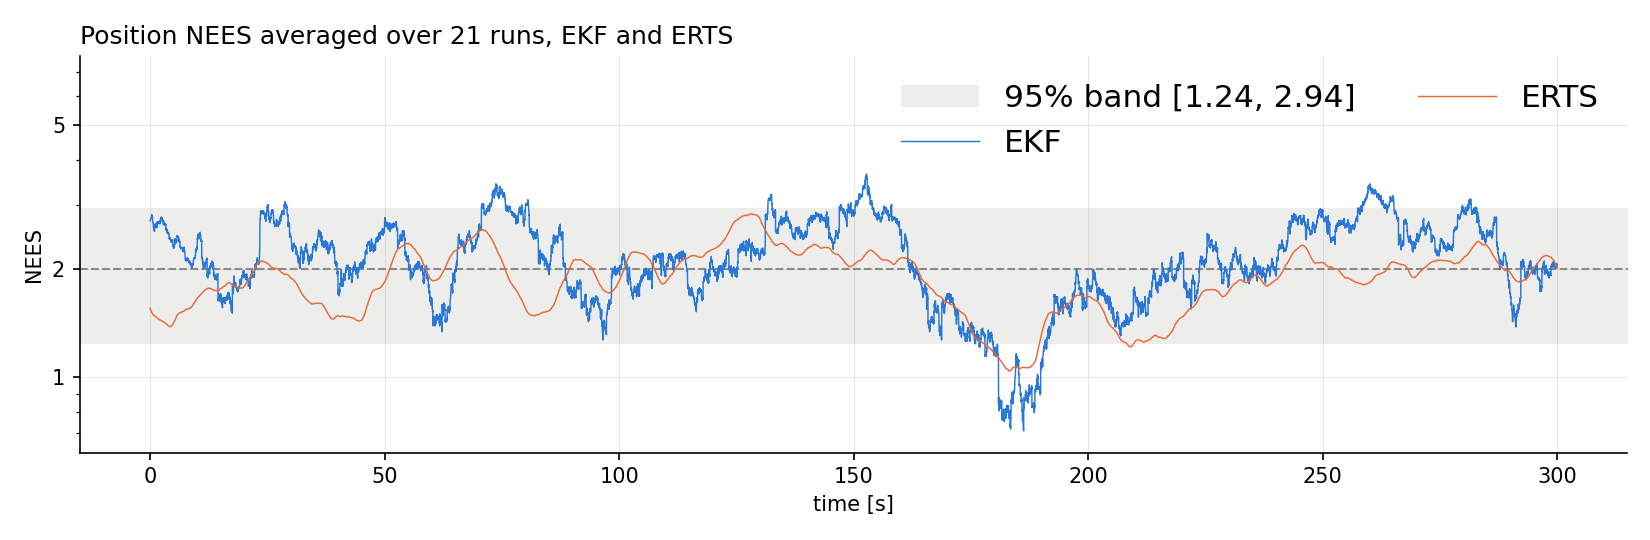 Position NEES averaged over 21 runs, EKF and ERTS
95% band [1.24, 2.94]
ERTS
EKF
NEES
5
2
1
0
50
100
150
200
250
300
time [s]